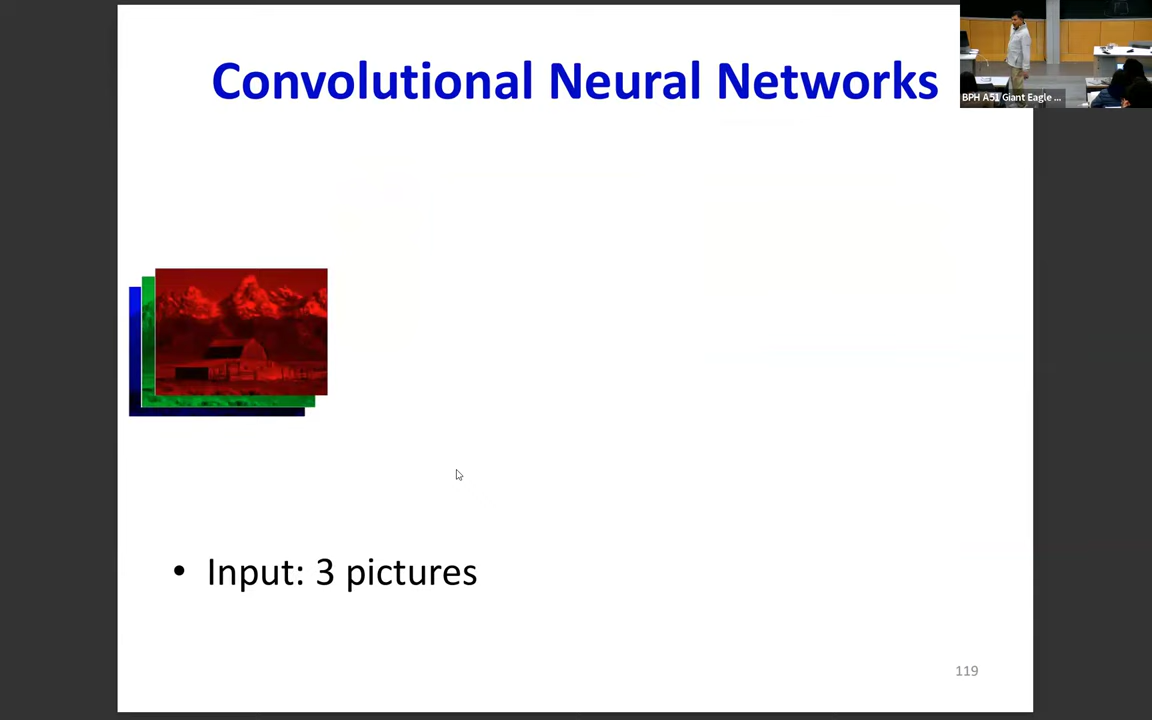 Convolutional Neural Networks
BPH A51 Giant Eagle ...
• Input: 3 pictures
119